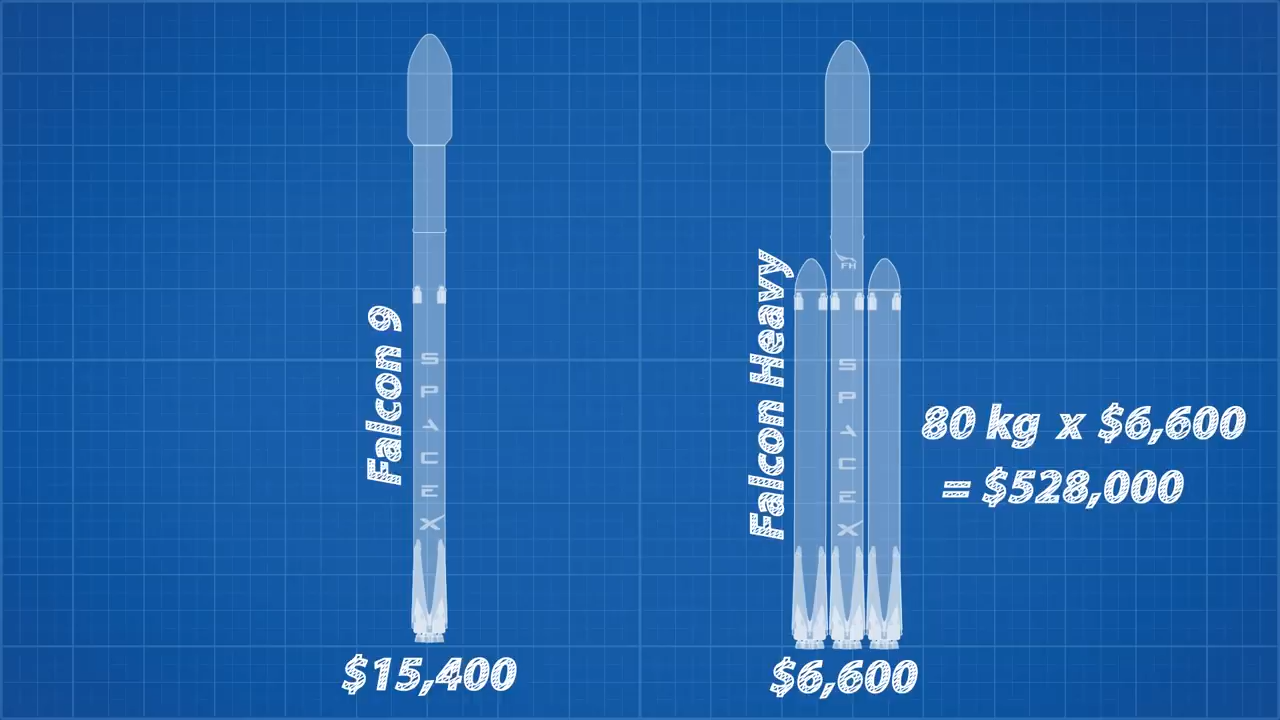 Falcon 9
SPACEX
$15,400
Falcon Heavy
FH
SPACEX
$6,600
80 kg x $6,600
= $528,000